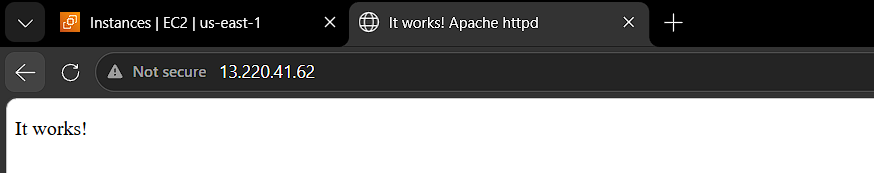 Instances | EC2 | us-east-1
It works! Apache httpd
Not secure 13.220.41.62
It works!